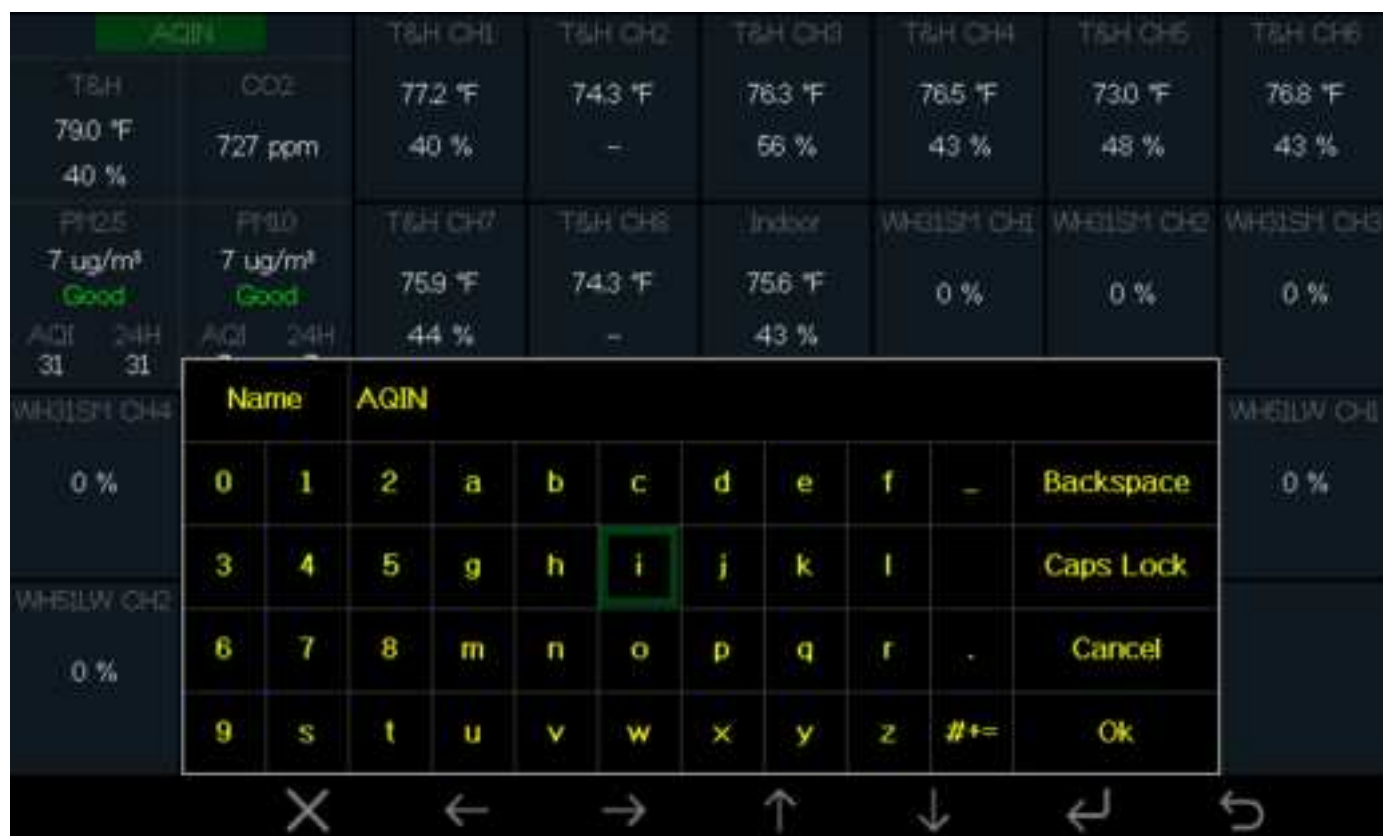 AQIN T&H CH1 T&H CH2 T&H CH3 T&H CH4 T&H CH5 T&H CH6
T&H CO2
77.2 °F 74.3 °F 76.3 °F 76.5 °F 73.0 °F 76.8 °F
79.0 °F 727 ppm 40 % – 56 % 43 % 48 % 43 %
40 %
PM2.5 PM10 T&H CH7 T&H CH8 Indoor WH31SM CH1 WH31SM CH2 WH31SM CH3
7 ug/m³ 7 ug/m³
75.9 °F 74.3 °F 75.6 °F 0 % 0 % 0 %
Good Good
AQI 24H AQI 24H 44 % – 43 %
31 31
Name AQIN
WH31SM CH4 WH51LW CH1
0 % 0 1 2 a b c d e f _ Backspace 0 %
3 4 5 g h i j k l Caps Lock
WH51LW CH2
0 % 6 7 8 m n o p q r . Cancel
9 s t u v w x y z #+= Ok